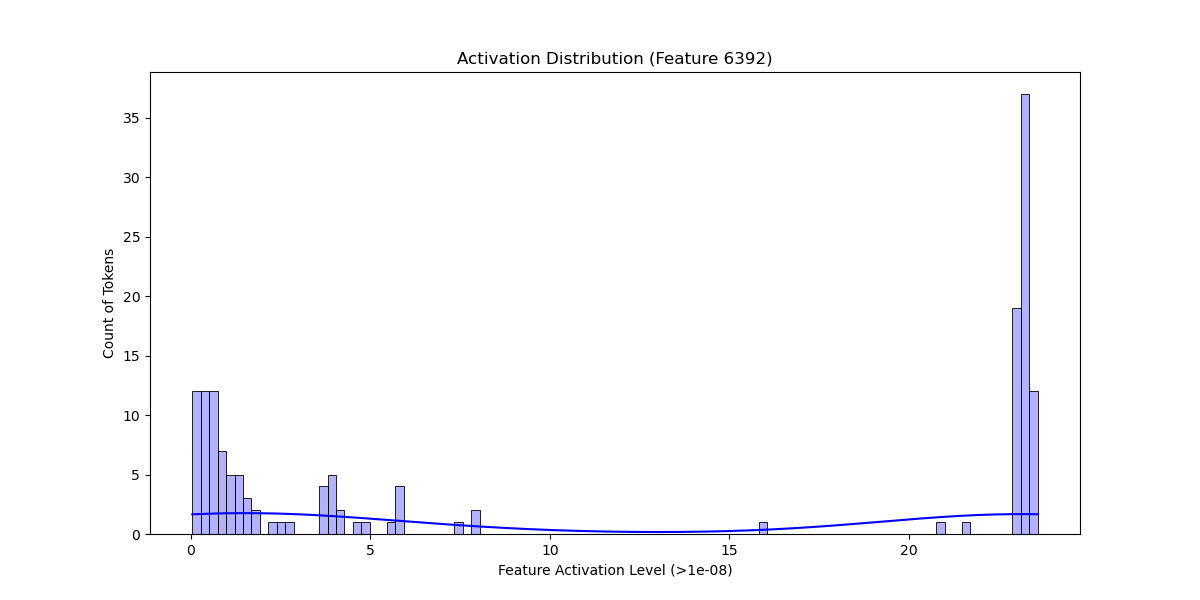 Activation Distribution (Feature 6392)
Count of Tokens
35
30
25
20
15
10
5
0
0 5 10 15 20
Feature Activation Level (>1e-08)